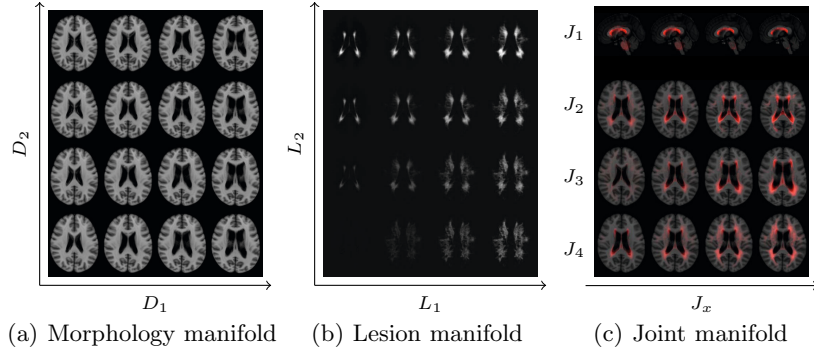 D₂
D₁
(a) Morphology manifold
L₂
L₁
(b) Lesion manifold
J₁
J₂
J₃
J₄
Jₓ
(c) Joint manifold